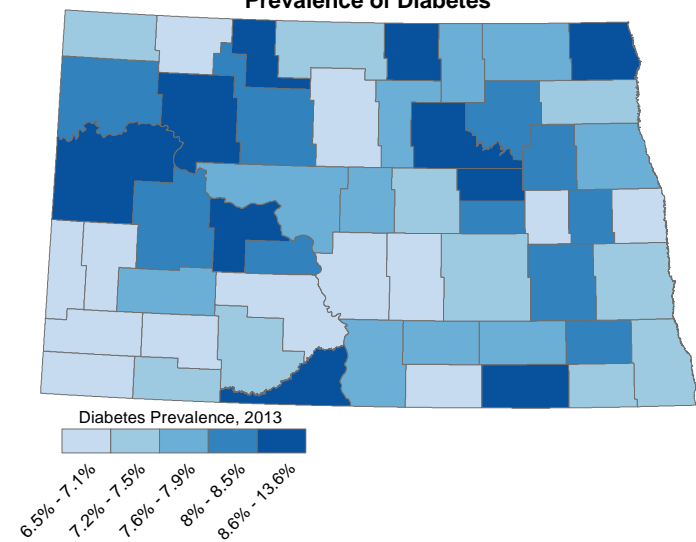 Prevalence of Diabetes
Diabetes Prevalence, 2013
6.5% - 7.1%
7.2% - 7.5%
7.6% - 7.9%
8% - 8.5%
8.6% - 13.6%